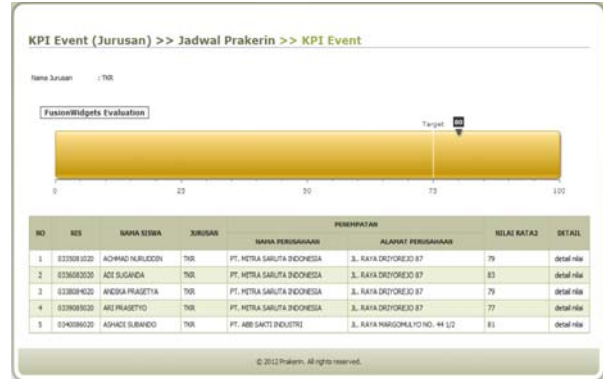 KPI Event (Jurusan) >> Jadwal Prakerin >> KPI Event
Nama Jurusan : TKR
FusionWidgets Evaluation
Target 80
0 25 50 75 100
NO NIS NAMA SISWA JURUSAN PENEMPATAN NILAI RATA2 DETAIL
NAMA PERUSAHAAN ALAMAT PERUSAHAAN
1 0335081020 ACHMAD NURUDDIN TKR PT. MITRA SARUTA INDONESIA JL. RAYA DRIYOREJO 87 79 detail nilai
2 0336082020 ADI SUGANDA TKR PT. MITRA SARUTA INDONESIA JL. RAYA DRIYOREJO 87 83 detail nilai
3 0338084020 ANDIKA PRASETYA TKR PT. MITRA SARUTA INDONESIA JL. RAYA DRIYOREJO 87 79 detail nilai
4 0339085020 ARI PRASETYO TKR PT. MITRA SARUTA INDONESIA JL. RAYA DRIYOREJO 87 77 detail nilai
5 0340086020 ASHADI SUBANDO TKR PT. ABB SAKTI INDUSTRI JL. RAYA MARGOMULYO NO. 44 1/2 81 detail nilai
© 2012 Prakerin. All rights reserved.